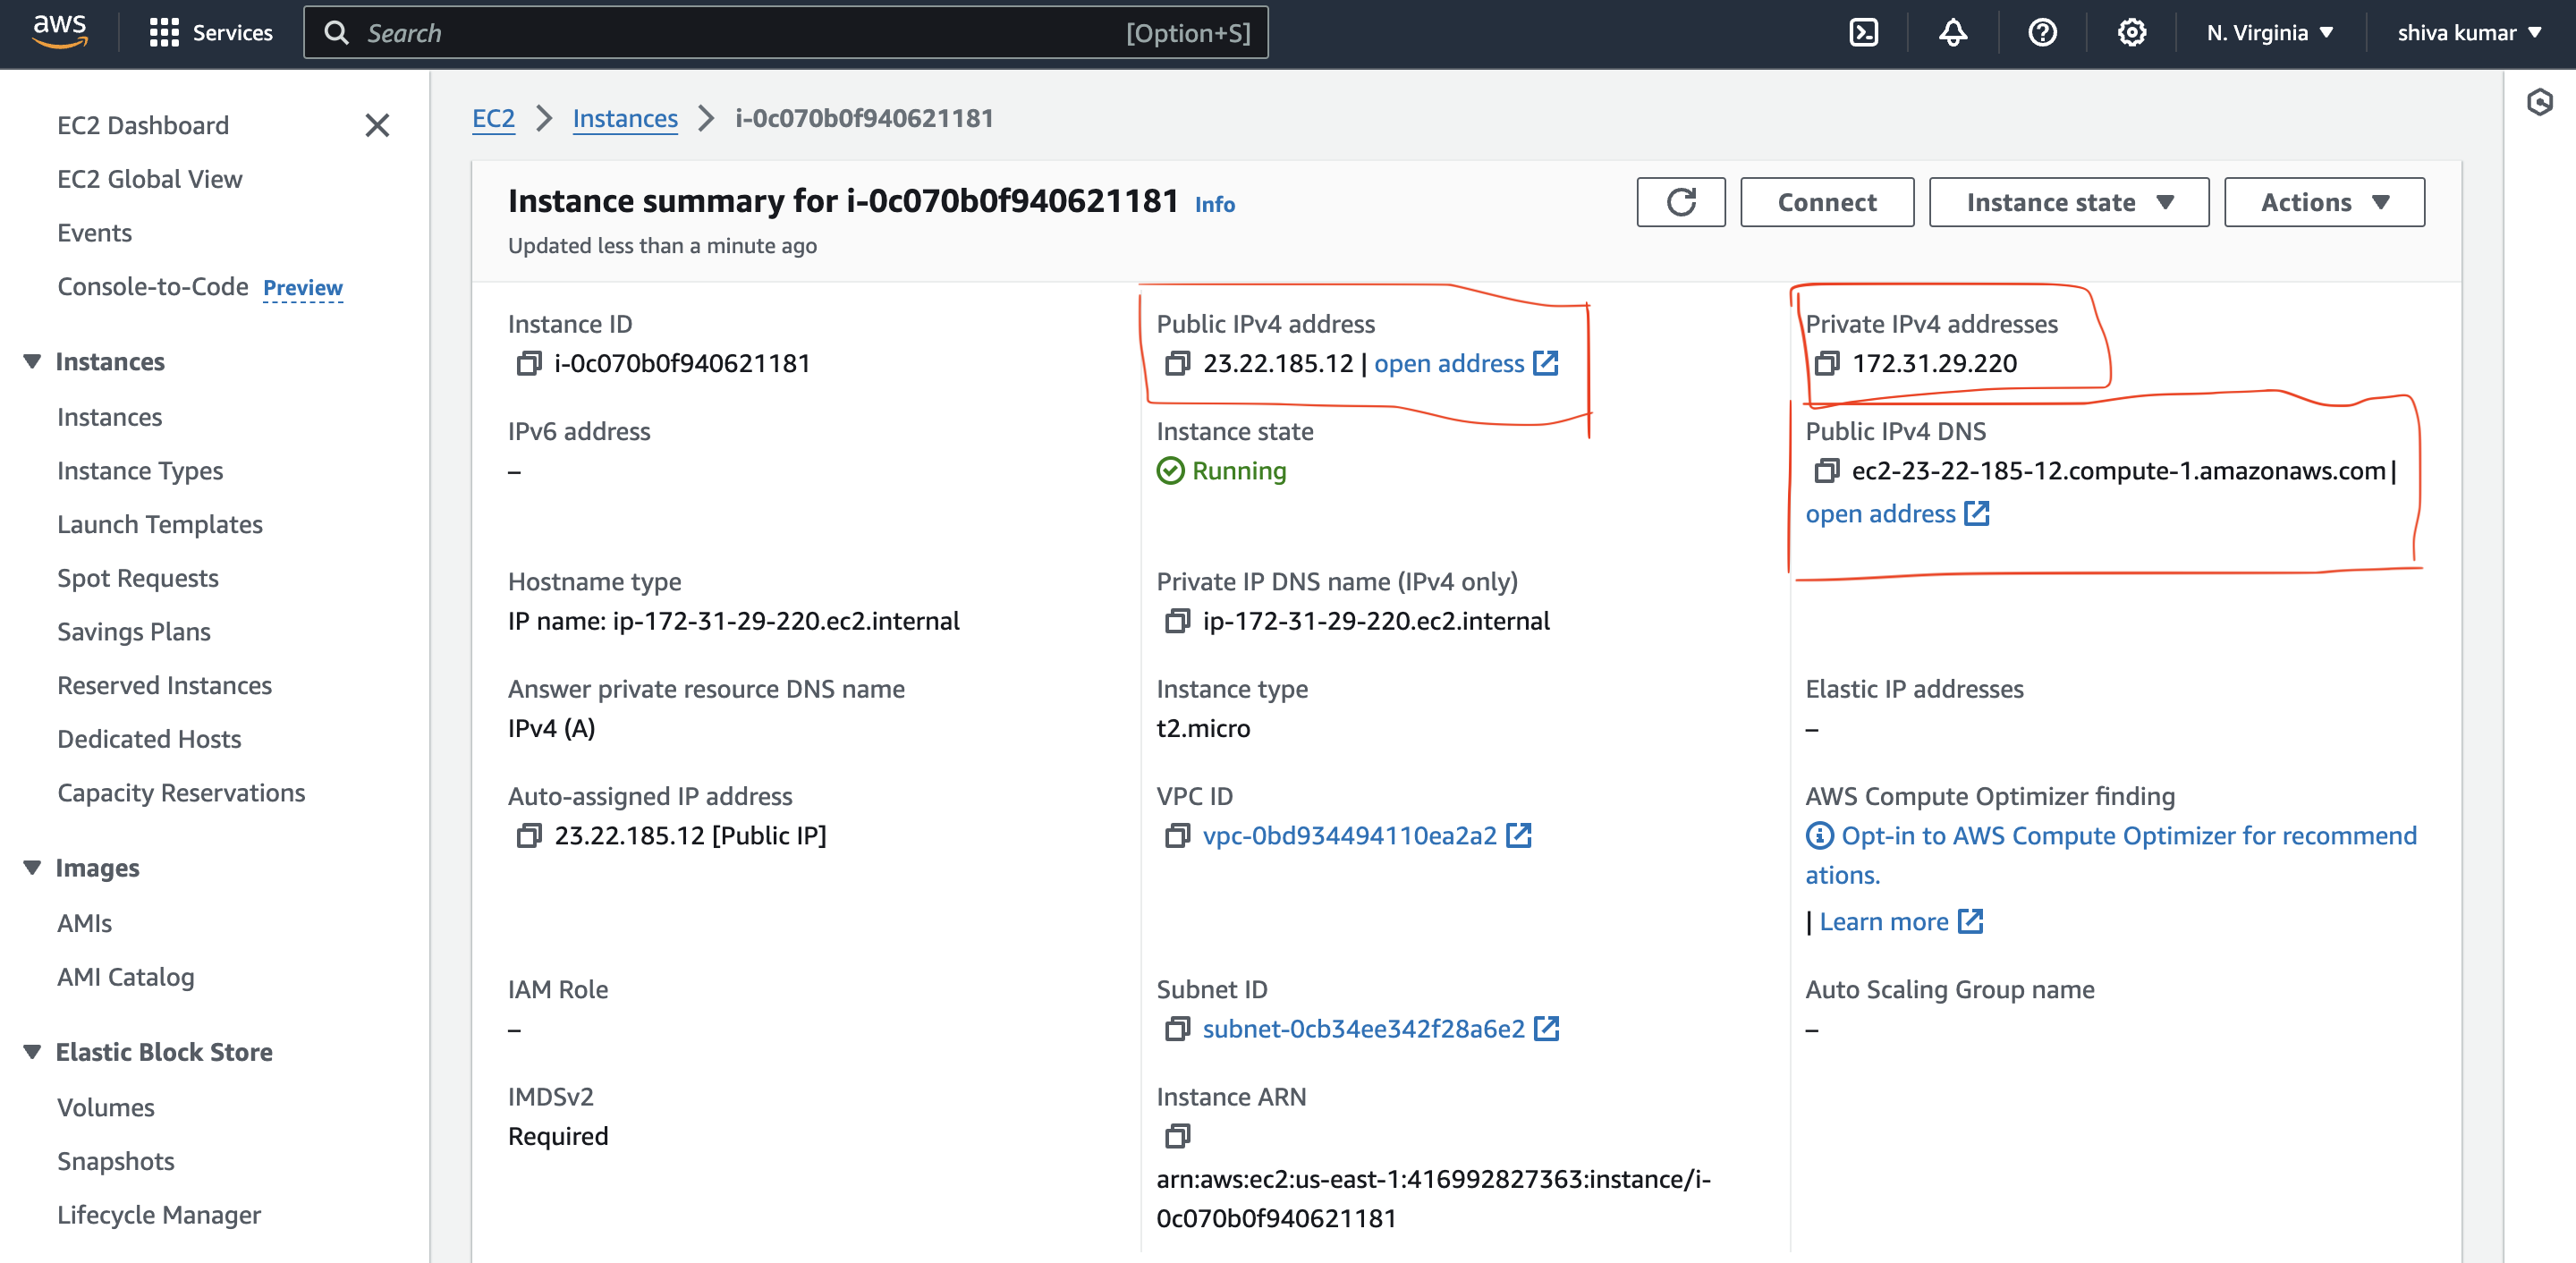 aws
Services
Search
[Option+S]
N. Virginia
shiva kumar
EC2 Dashboard
EC2 Global View
Events
Console-to-Code Preview
Instances
Instances
Instance Types
Launch Templates
Spot Requests
Savings Plans
Reserved Instances
Dedicated Hosts
Capacity Reservations
Images
AMIs
AMI Catalog
Elastic Block Store
Volumes
Snapshots
Lifecycle Manager
EC2 > Instances > i-0c070b0f940621181
Instance summary for i-0c070b0f940621181 Info
Updated less than a minute ago
Connect
Instance state
Actions
Instance ID
i-0c070b0f940621181
Public IPv4 address
23.22.185.12 | open address
Private IPv4 addresses
172.31.29.220
IPv6 address
–
Instance state
Running
Public IPv4 DNS
ec2-23-22-185-12.compute-1.amazonaws.com |
open address
Hostname type
IP name: ip-172-31-29-220.ec2.internal
Private IP DNS name (IPv4 only)
ip-172-31-29-220.ec2.internal
Answer private resource DNS name
IPv4 (A)
Instance type
t2.micro
Elastic IP addresses
–
Auto-assigned IP address
23.22.185.12 [Public IP]
VPC ID
vpc-0bd934494110ea2a2
AWS Compute Optimizer finding
Opt-in to AWS Compute Optimizer for recommend
ations.
| Learn more
IAM Role
–
Subnet ID
subnet-0cb34ee342f28a6e2
Auto Scaling Group name
–
IMDSv2
Required
Instance ARN
arn:aws:ec2:us-east-1:416992827363:instance/i-
0c070b0f940621181